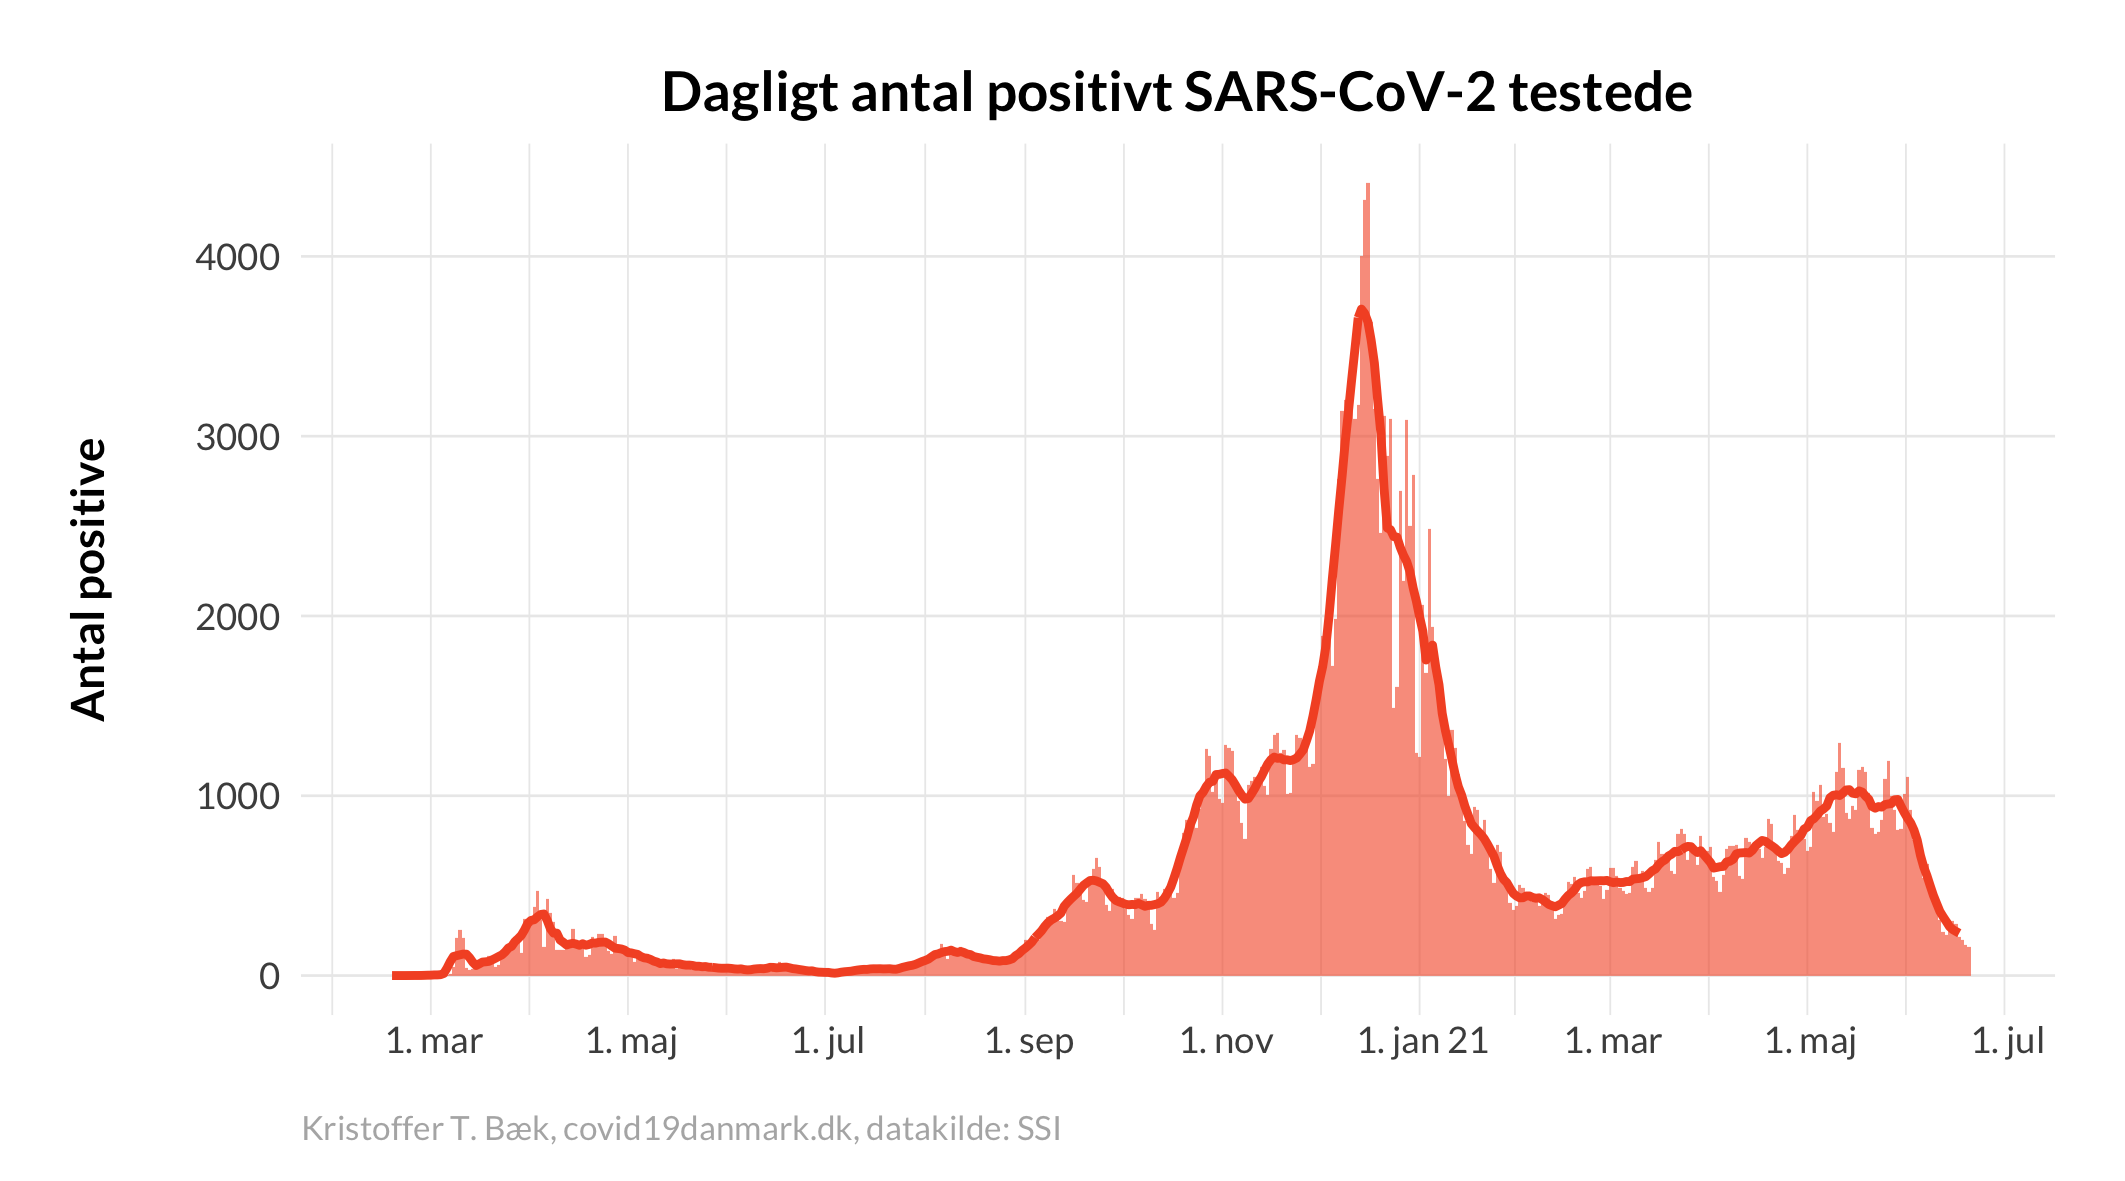 Dagligt antal positivt SARS-CoV-2 testede
Antal positive
4000
3000
2000
1000
0
1. mar 1. maj 1. jul 1. sep 1. nov 1. jan 21 1. mar 1. maj 1. jul
Kristoffer T. Bæk, covid19danmark.dk, datakilde: SSI